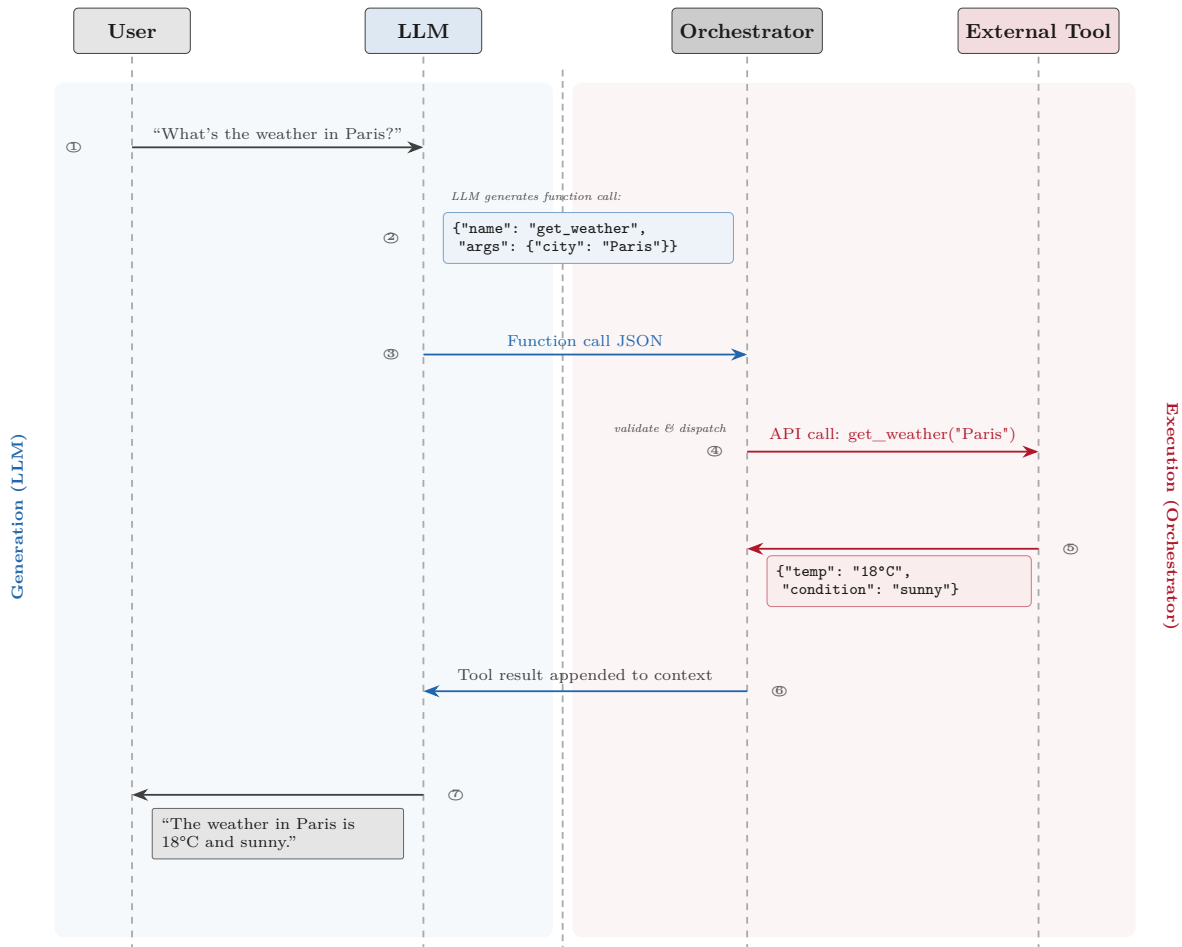 User
LLM
Orchestrator
External Tool
“What’s the weather in Paris?”
①
LLM generates function call:
②
{"name": "get_weather",
"args": {"city": "Paris"}}
Function call JSON
③
validate & dispatch
④
API call: get_weather("Paris")
⑤
{"temp": "18°C",
"condition": "sunny"}
Tool result appended to context
⑥
⑦
“The weather in Paris is
18°C and sunny.”
Generation (LLM)
Execution (Orchestrator)